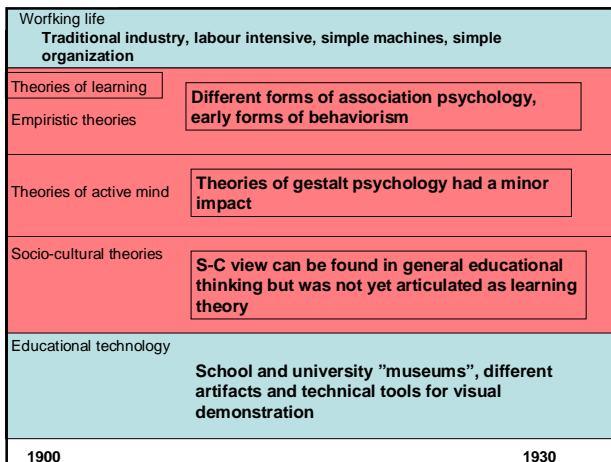 Worfking life
Traditional industry, labour intensive, simple machines, simple
organization
Theories of learning
Different forms of association psychology,
early forms of behaviorism
Empiristic theories
Theories of active mind
Theories of gestalt psychology had a minor
impact
Socio-cultural theories
S-C view can be found in general educational
thinking but was not yet articulated as learning
theory
Educational technology
School and university ”museums”, different
artifacts and technical tools for visual
demonstration
1900
1930